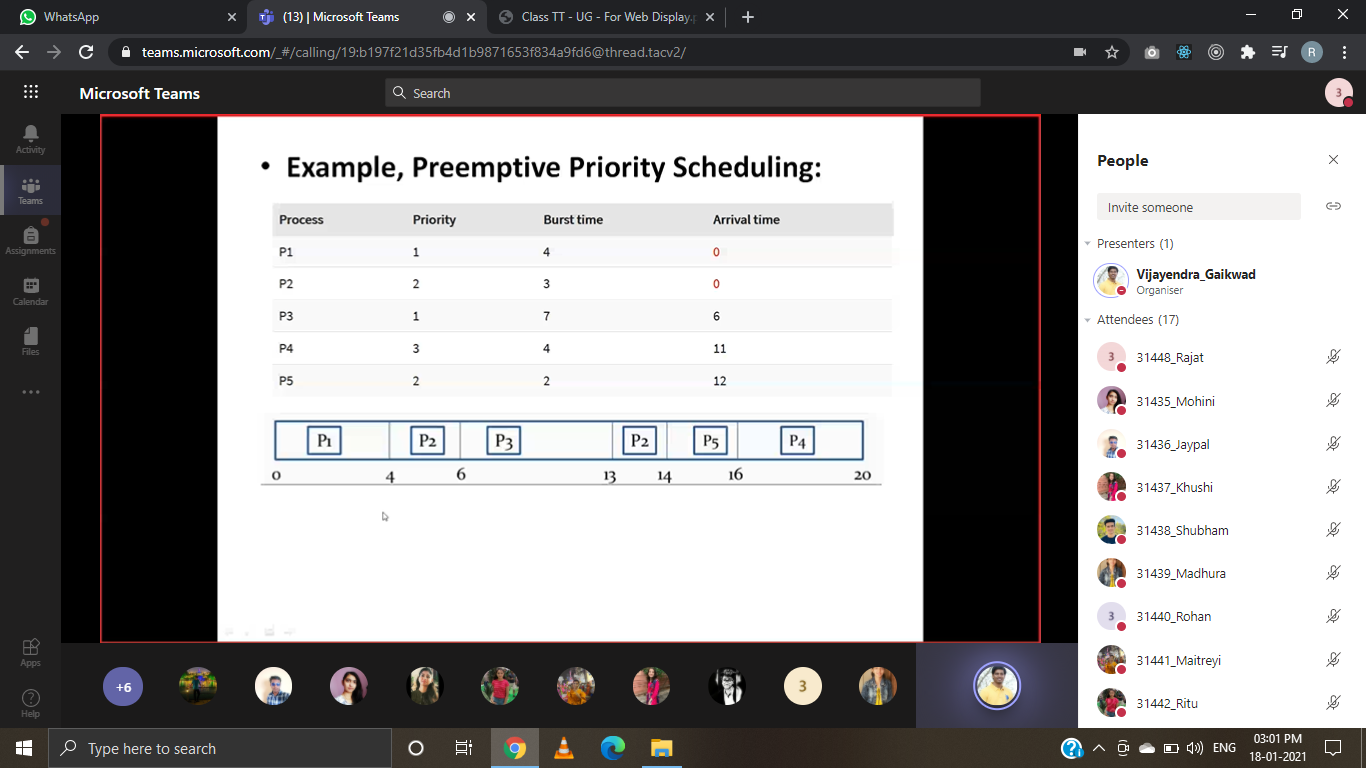 WhatsApp
(13) | Microsoft Teams
Class TT - UG - For Web Display.p
teams.microsoft.com/_#/calling/19:b197f21d35fb4d1b9871653f834a9fd6@thread.tacv2/
R
Microsoft Teams
Search
3
Activity
Teams
Assignments
Calendar
Files
Apps
Help
• Example, Preemptive Priority Scheduling:
Process Priority Burst time Arrival time
P1 1 4 0
P2 2 3 0
P3 1 7 6
P4 3 4 11
P5 2 2 12
P1 P2 P3 P2 P5 P4
0 4 6 13 14 16 20
People
Invite someone
Presenters (1)
Vijayendra_Gaikwad
Organiser
Attendees (17)
3 31448_Rajat
31435_Mohini
31436_Jaypal
31437_Khushi
31438_Shubham
31439_Madhura
3 31440_Rohan
31441_Maitreyi
31442_Ritu
+6
3
Type here to search
ENG
03:01 PM
18-01-2021